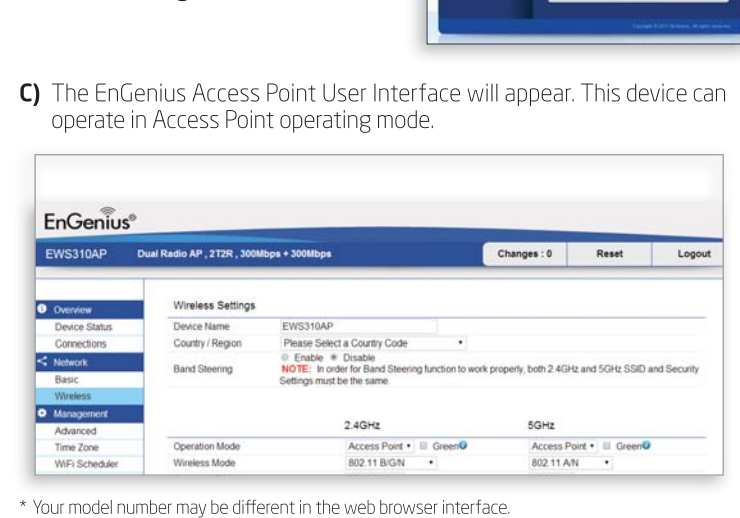 C) The EnGenius Access Point User Interface will appear. This device can
operate in Access Point operating mode.
EnGenius®
EWS310AP Dual Radio AP , 2T2R , 300Mbps + 300Mbps Changes : 0 Reset Logout
Overview Wireless Settings
Device Status Device Name EWS310AP
Connections Country / Region Please Select a Country Code
Network Enable Disable
Band Steering NOTE: In order for Band Steering function to work properly, both 2.4GHz and 5GHz SSID and Security
Basic Settings must be the same.
Wireless
Management 2.4GHz 5GHz
Advanced
Time Zone Operation Mode Access Point Green Access Point Green
WiFi Scheduler Wireless Mode 802.11 B/G/N 802.11 A/N
* Your model number may be different in the web browser interface.